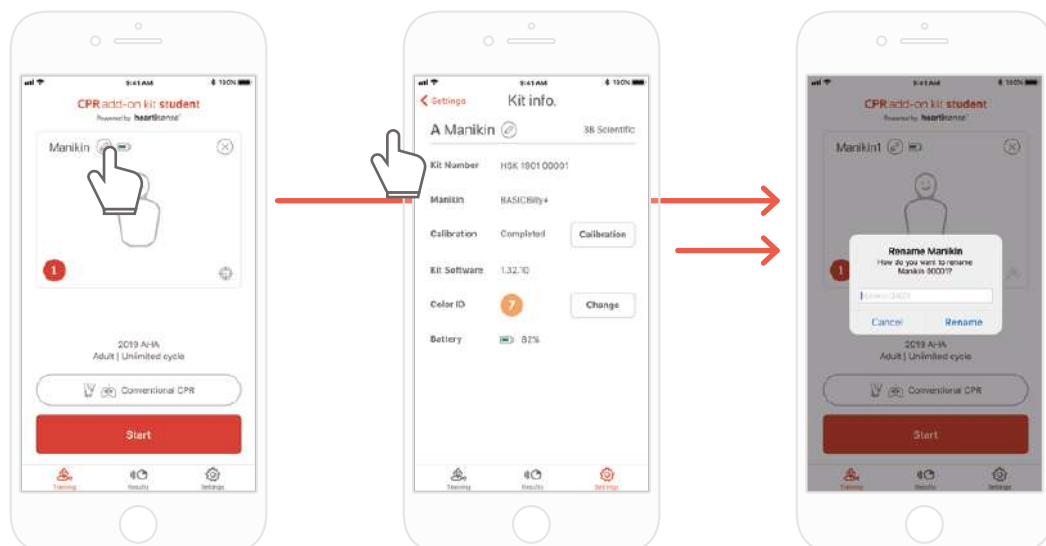 9:41 AM 100%
CPR add-on kit student
Powered by heartisense
Manikin
1
2019 AHA
Adult | Unlimited cycle
Conventional CPR
Start
Training Results Settings
9:41 AM 100%
Settings Kit info.
A Manikin 3B Scientific
Kit Number HSK 1901 00001
Manikin BASICBilly+
Calibration Completed Calibration
Kit Software 1.32.10
Color ID 7 Change
Battery 82%
Training Results Settings
9:41 AM 100%
CPR add-on kit student
Powered by heartisense
Manikin1
1
Rename Manikin
How do you want to rename
Manikin 00001?
Cancel Rename
2019 AHA
Adult | Unlimited cycle
Conventional CPR
Start
Training Results Settings